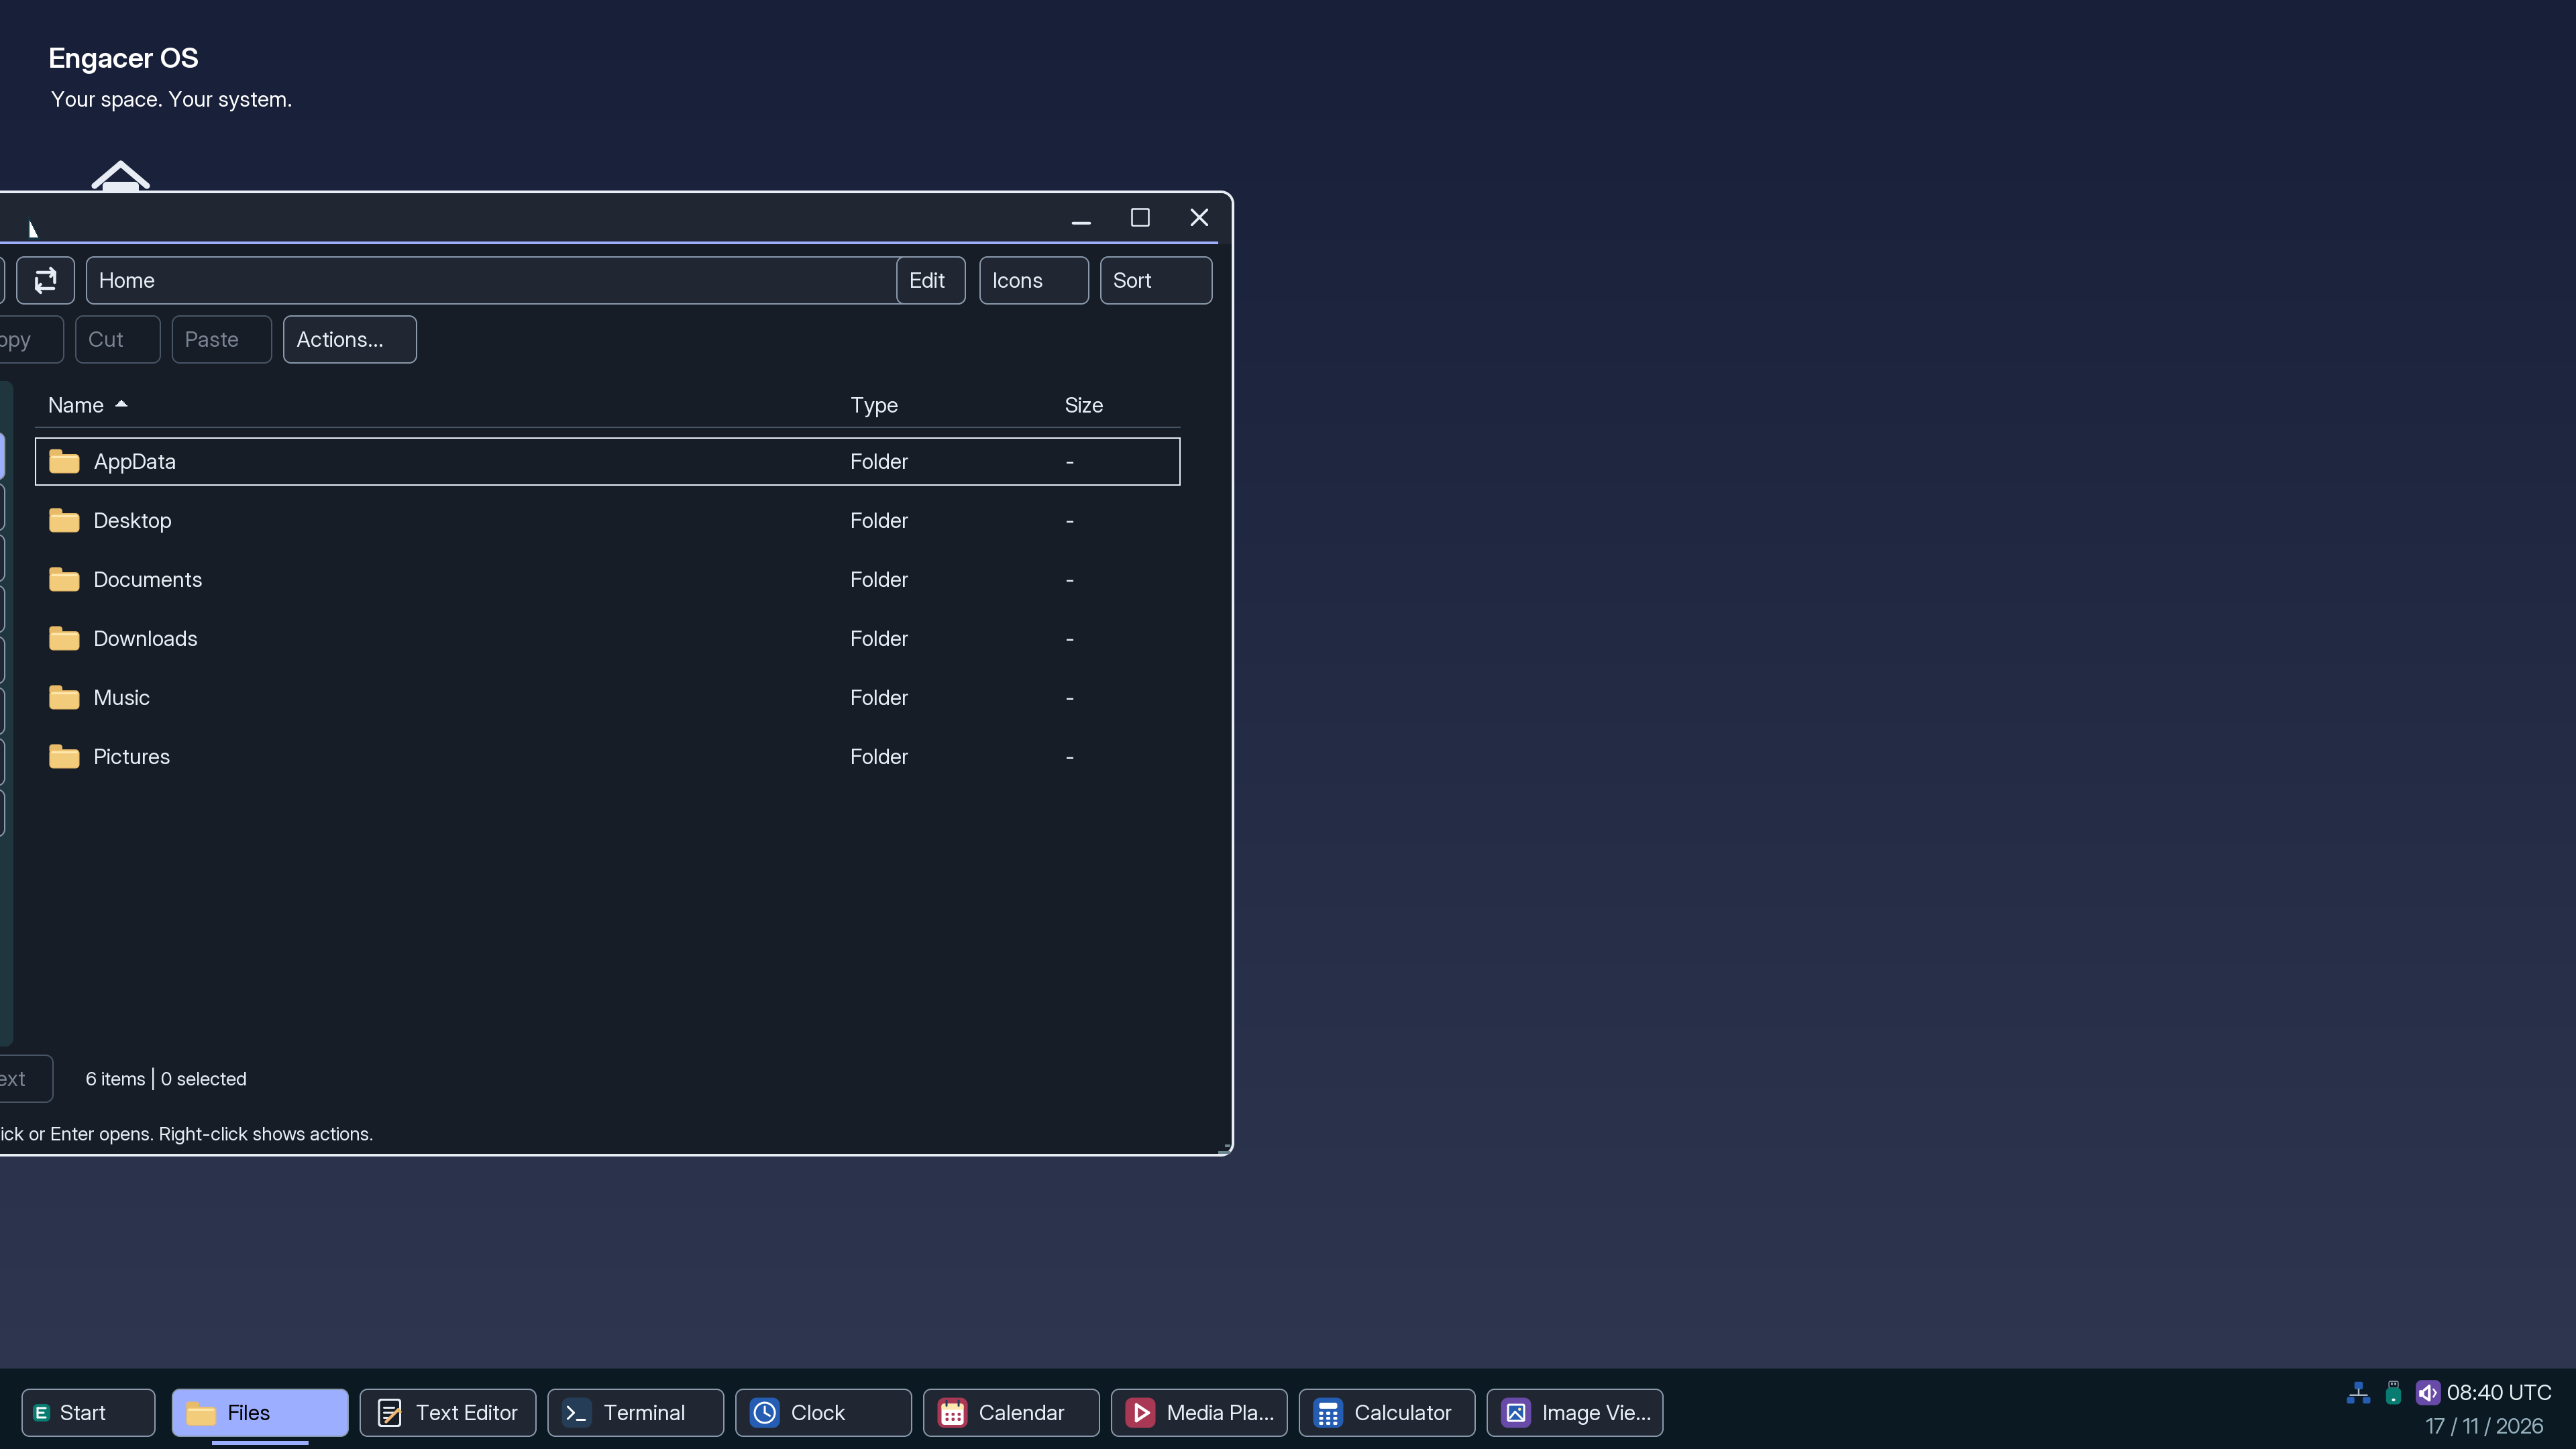 Engacer OS
Your space. Your system.
Home Edit Icons Sort
opy Cut Paste Actions...
Name Type Size
AppData Folder -
Desktop Folder -
Documents Folder -
Downloads Folder -
Music Folder -
Pictures Folder -
ext 6 items | 0 selected
ick or Enter opens. Right-click shows actions.
E Start Files Text Editor Terminal Clock Calendar Media Pla... Calculator Image Vie... 08:40 UTC
17 / 11 / 2026